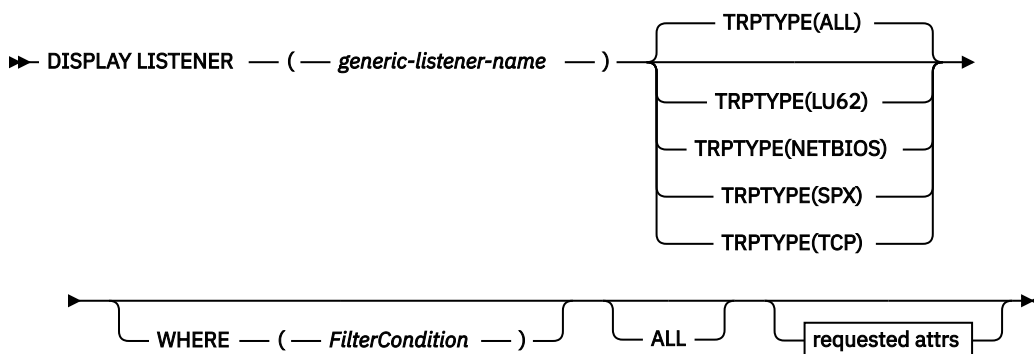 TRPTYPE(ALL)
DISPLAY LISTENER ( generic-listener-name )
TRPTYPE(LU62)
TRPTYPE(NETBIOS)
TRPTYPE(SPX)
TRPTYPE(TCP)
WHERE ( FilterCondition ) ALL requested attrs